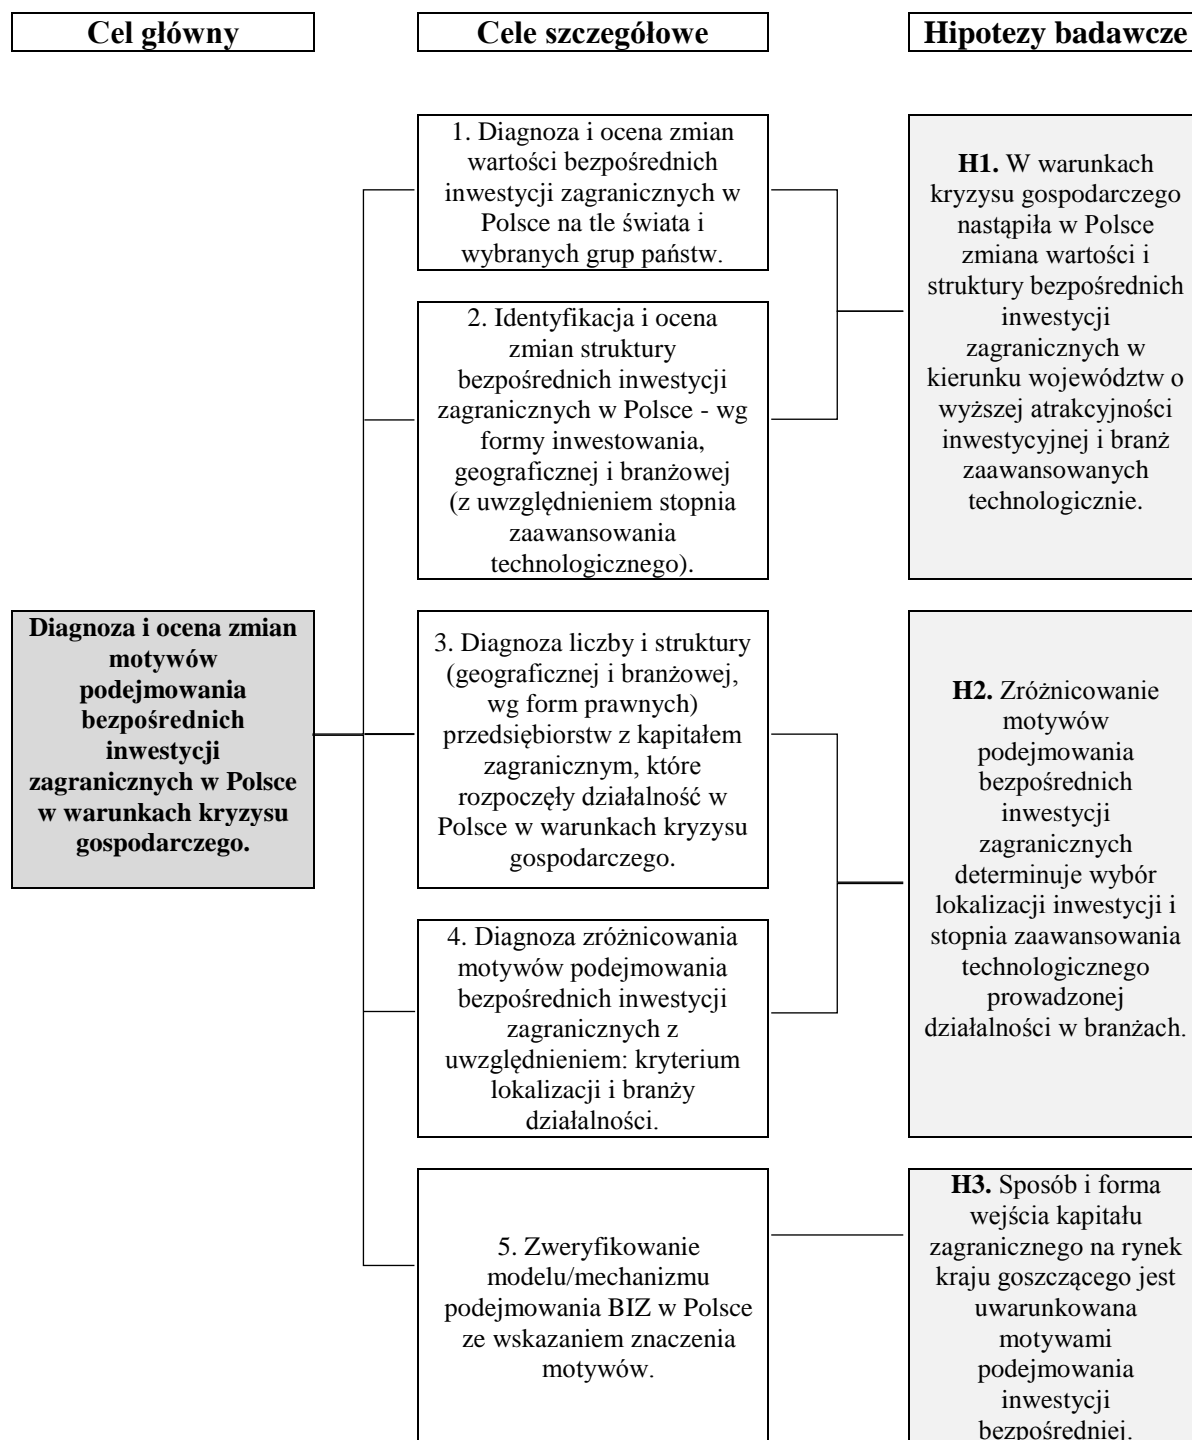 Cel główny
Cele szczegółowe
Hipotezy badawcze
Diagnoza i ocena zmian
motywów
podejmowania
bezpośrednich
inwestycji
zagranicznych w Polsce
w warunkach kryzysu
gospodarczego.
1. Diagnoza i ocena zmian
wartości bezpośrednich
inwestycji zagranicznych w
Polsce na tle świata i
wybranych grup państw.
2. Identyfikacja i ocena
zmian struktury
bezpośrednich inwestycji
zagranicznych w Polsce - wg
formy inwestowania,
geograficznej i branżowej
(z uwzględnieniem stopnia
zaawansowania
technologicznego).
3. Diagnoza liczby i struktury
(geograficznej i branżowej,
wg form prawnych)
przedsiębiorstw z kapitałem
zagranicznym, które
rozpoczęły działalność w
Polsce w warunkach kryzysu
gospodarczego.
4. Diagnoza zróżnicowania
motywów podejmowania
bezpośrednich inwestycji
zagranicznych z
uwzględnieniem: kryterium
lokalizacji i branży
działalności.
5. Zweryfikowanie
modelu/mechanizmu
podejmowania BIZ w Polsce
ze wskazaniem znaczenia
motywów.
H1. W warunkach
kryzysu gospodarczego
nastąpiła w Polsce
zmiana wartości i
struktury bezpośrednich
inwestycji
zagranicznych w
kierunku województw o
wyższej atrakcyjności
inwestycyjnej i branż
zaawansowanych
technologicznie.
H2. Zróżnicowanie
motywów
podejmowania
bezpośrednich
inwestycji
zagranicznych
determinuje wybór
lokalizacji inwestycji i
stopnia zaawansowania
technologicznego
prowadzonej
działalności w branżach.
H3. Sposób i forma
wejścia kapitału
zagranicznego na rynek
kraju goszczącego jest
uwarunkowana
motywami
podejmowania
inwestycji
bezpośredniej.